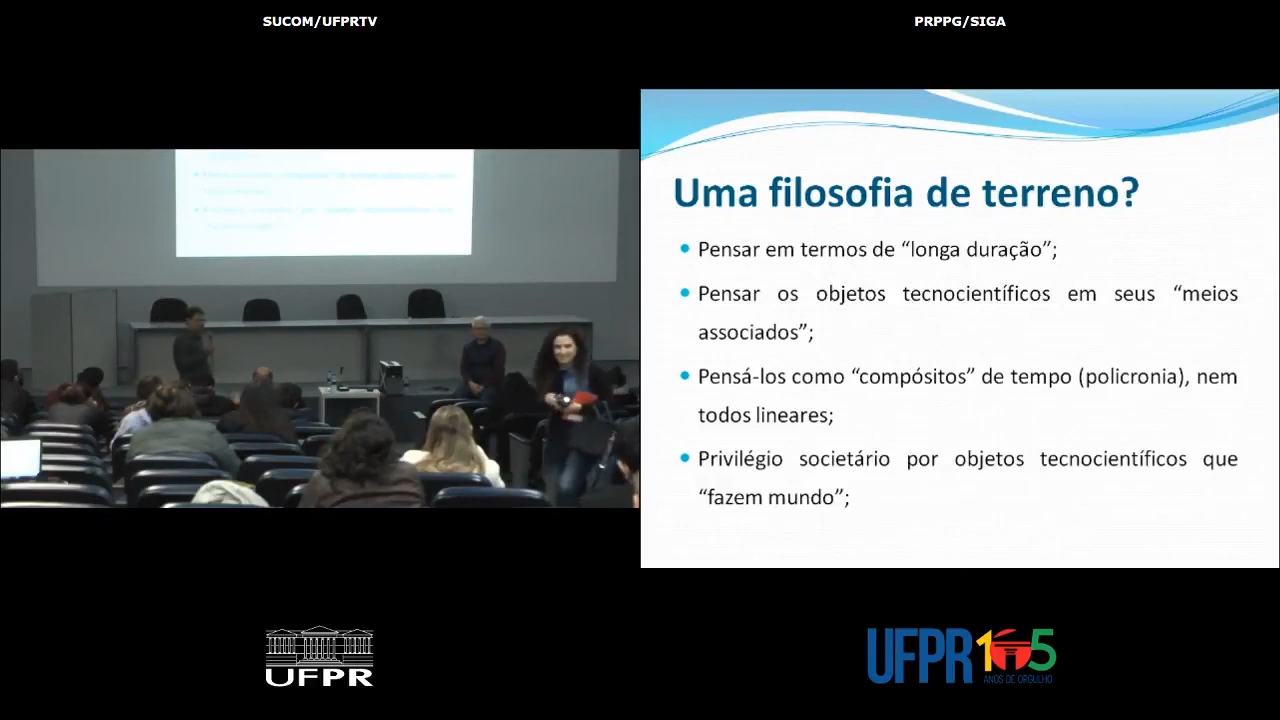 SUCOM/UFPRTV
PRPPG/SIGA
Uma filosofia de terreno?
Pensar em termos de “longa duração”;
Pensar os objetos tecnocientíficos em seus “meios
associados”;
Pensá-los como “compósitos” de tempo (policronia), nem
todos lineares;
Privilégio societário por objetos tecnocientíficos que
“fazem mundo”;
UFPR
UFPR 105
ANOS DE ORGULHO